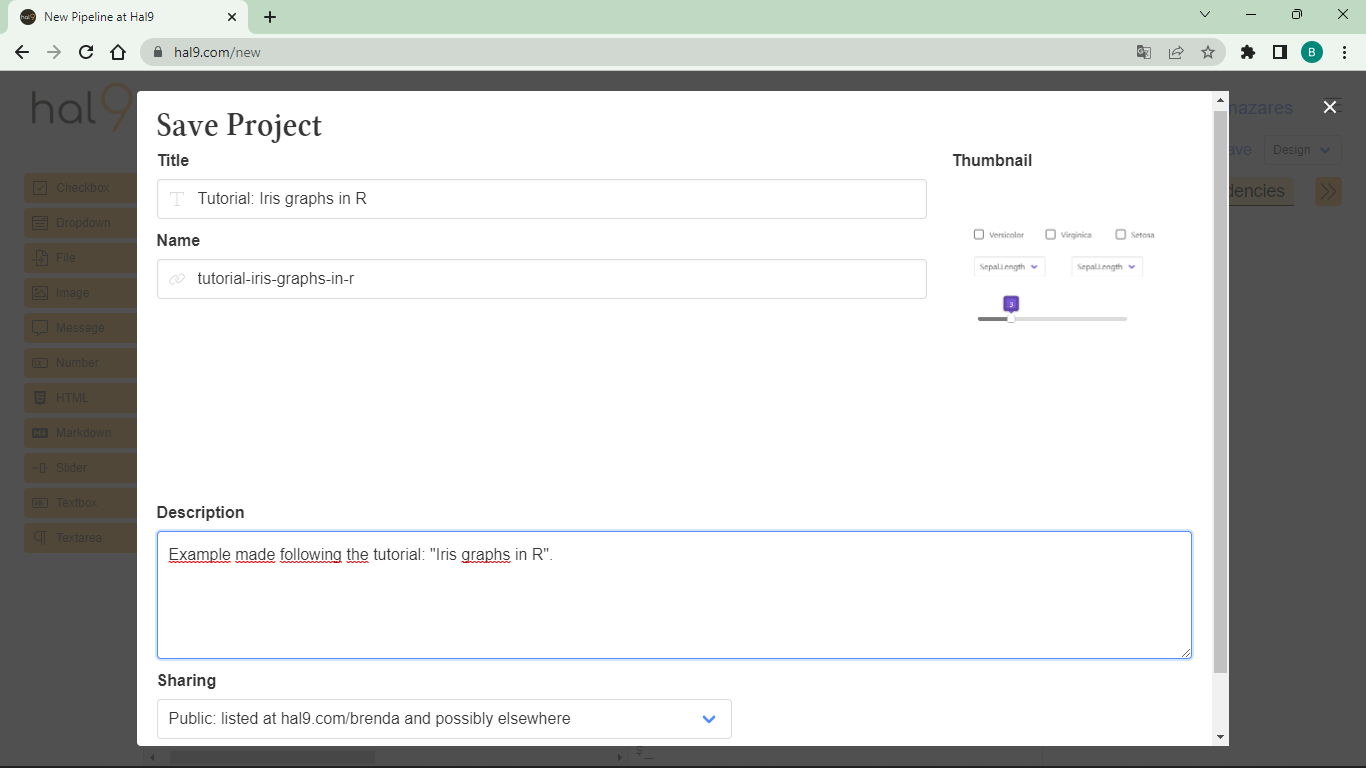 New Pipeline at Hal9
hal9.com/new
B
hal9
Save Project
Title
Thumbnail
Tutorial: Iris graphs in R
Name
tutorial-iris-graphs-in-r
Versicolor Virginica Setosa
Sepal.Length Sepal.Length
3
Description
Example made following the tutorial: "Iris graphs in R".
Sharing
Public: listed at hal9.com/brenda and possibly elsewhere
Checkbox
Dropdown
File
Image
Message
Number
HTML
Markdown
Slider
Textbox
Textarea
Design